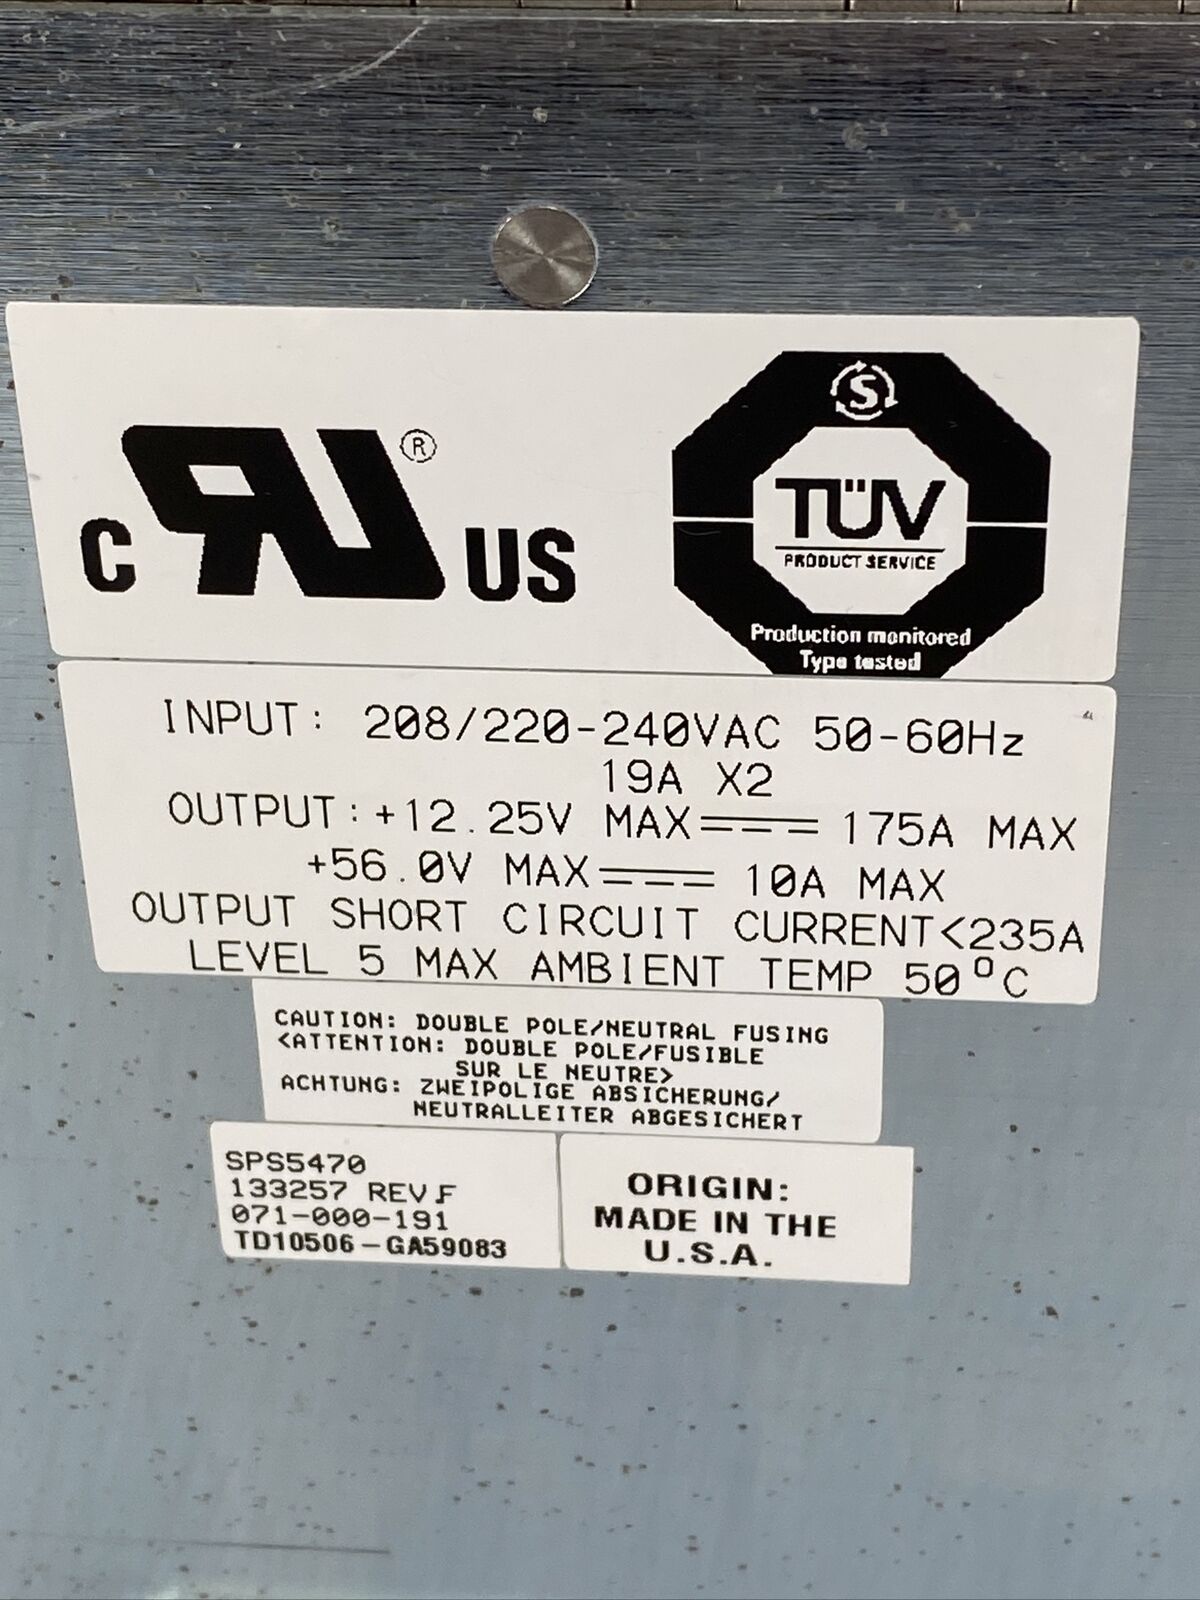 C RU® US
S
TÜV
PRODUCT SERVICE
Production monitored
Type tested
INPUT: 208/220-240VAC 50-60Hz
19A X2
OUTPUT: +12.25V MAX⎓ 175A MAX
+56.0V MAX⎓ 10A MAX
OUTPUT SHORT CIRCUIT CURRENT<235A
LEVEL 5 MAX AMBIENT TEMP 50°C
CAUTION: DOUBLE POLE/NEUTRAL FUSING
<ATTENTION: DOUBLE POLE/FUSIBLE
SUR LE NEUTRE>
ACHTUNG: ZWEIPOLIGE ABSICHERUNG/
NEUTRALLEITER ABGESICHERT
SPS5470
133257 REV F
071-000-191
TD10506-GA59083
ORIGIN:
MADE IN THE
U.S.A.